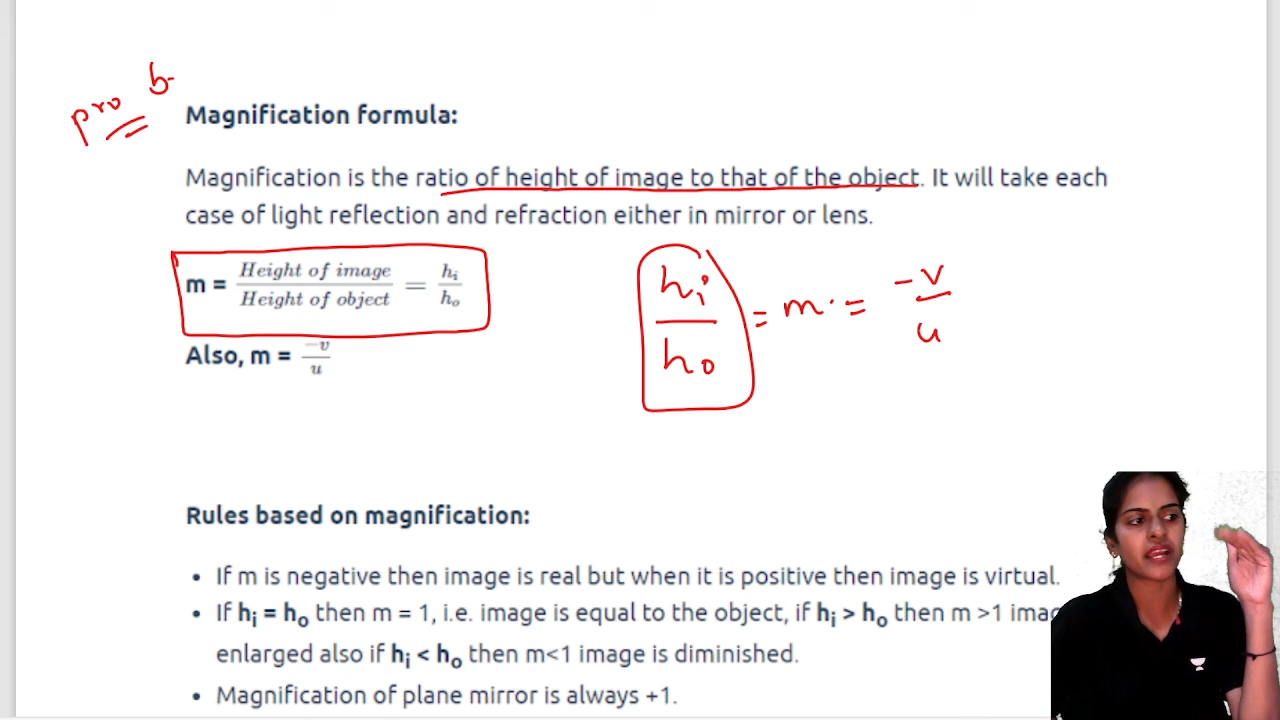 pro b-
Magnification formula:
Magnification is the ratio of height of image to that of the object. It will take each
case of light reflection and refraction either in mirror or lens.
m = Height of image / Height of object = hᵢ / hₒ
hi / ho = m = -v / u
Also, m = -v / u
Rules based on magnification:
• If m is negative then image is real but when it is positive then image is virtual.
• If hᵢ = hₒ then m = 1, i.e. image is equal to the object, if hᵢ > hₒ then m >1 imag
enlarged also if hᵢ < hₒ then m<1 image is diminished.
• Magnification of plane mirror is always +1.